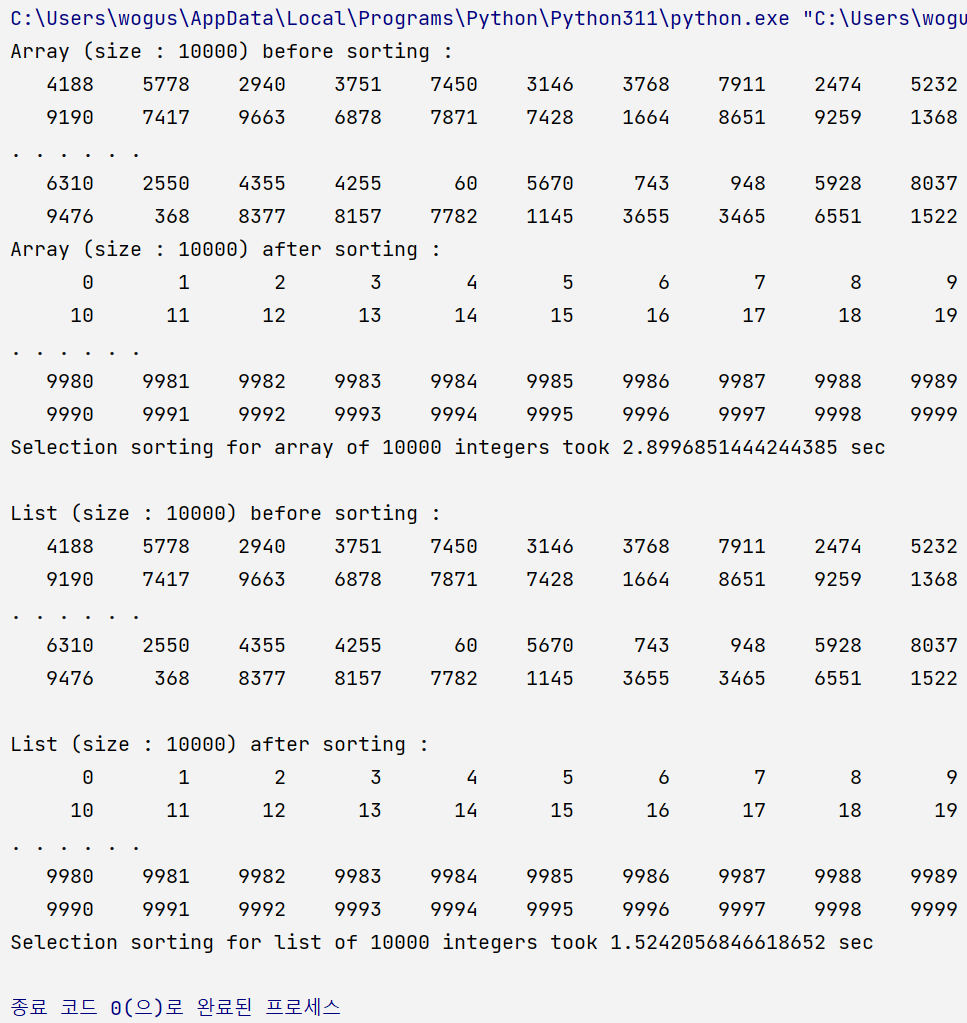 C:\Users\wogus\AppData\Local\Programs\Python\Python311\python.exe "C:\Users\wogu
Array (size : 10000) before sorting :
4188 5778 2940 3751 7450 3146 3768 7911 2474 5232
9190 7417 9663 6878 7871 7428 1664 8651 9259 1368
. . . . . .
6310 2550 4355 4255 60 5670 743 948 5928 8037
9476 368 8377 8157 7782 1145 3655 3465 6551 1522
Array (size : 10000) after sorting :
0 1 2 3 4 5 6 7 8 9
10 11 12 13 14 15 16 17 18 19
. . . . . .
9980 9981 9982 9983 9984 9985 9986 9987 9988 9989
9990 9991 9992 9993 9994 9995 9996 9997 9998 9999
Selection sorting for array of 10000 integers took 2.8996851444244385 sec
List (size : 10000) before sorting :
4188 5778 2940 3751 7450 3146 3768 7911 2474 5232
9190 7417 9663 6878 7871 7428 1664 8651 9259 1368
. . . . . .
6310 2550 4355 4255 60 5670 743 948 5928 8037
9476 368 8377 8157 7782 1145 3655 3465 6551 1522
List (size : 10000) after sorting :
0 1 2 3 4 5 6 7 8 9
10 11 12 13 14 15 16 17 18 19
. . . . . .
9980 9981 9982 9983 9984 9985 9986 9987 9988 9989
9990 9991 9992 9993 9994 9995 9996 9997 9998 9999
Selection sorting for list of 10000 integers took 1.5242056846618652 sec
종료 코드 0(으)로 완료된 프로세스